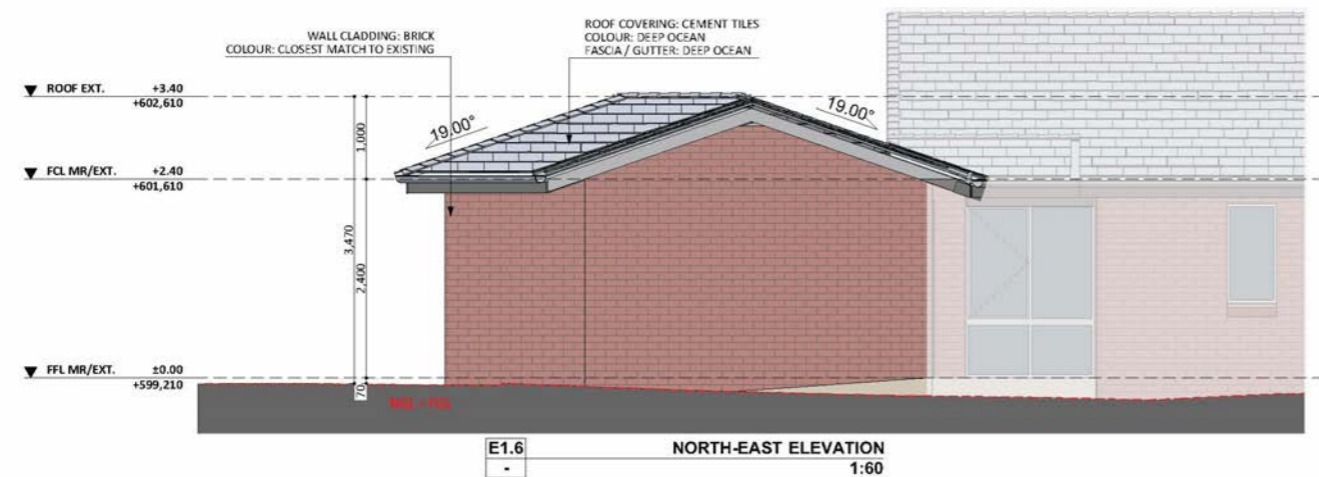 WALL CLADDING: BRICK
COLOUR: CLOSEST MATCH TO EXISTING
ROOF COVERING: CEMENT TILES
COLOUR: DEEP OCEAN
FASCIA / GUTTER: DEEP OCEAN
ROOF EXT. +3.40
+602,610
19.00°
19.00°
1,000
FCL MR/EXT. +2.40
+601,610
3,470
2,400
FFL MR/EXT. ±0.00
+599,210
70
E1.6 NORTH-EAST ELEVATION
- 1:60